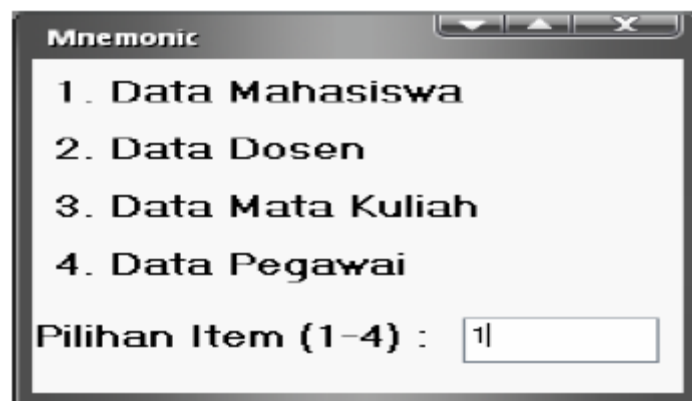 Mnemonic
1. Data Mahasiswa
2. Data Dosen
3. Data Mata Kuliah
4. Data Pegawai
Pilihan Item (1-4) : 1